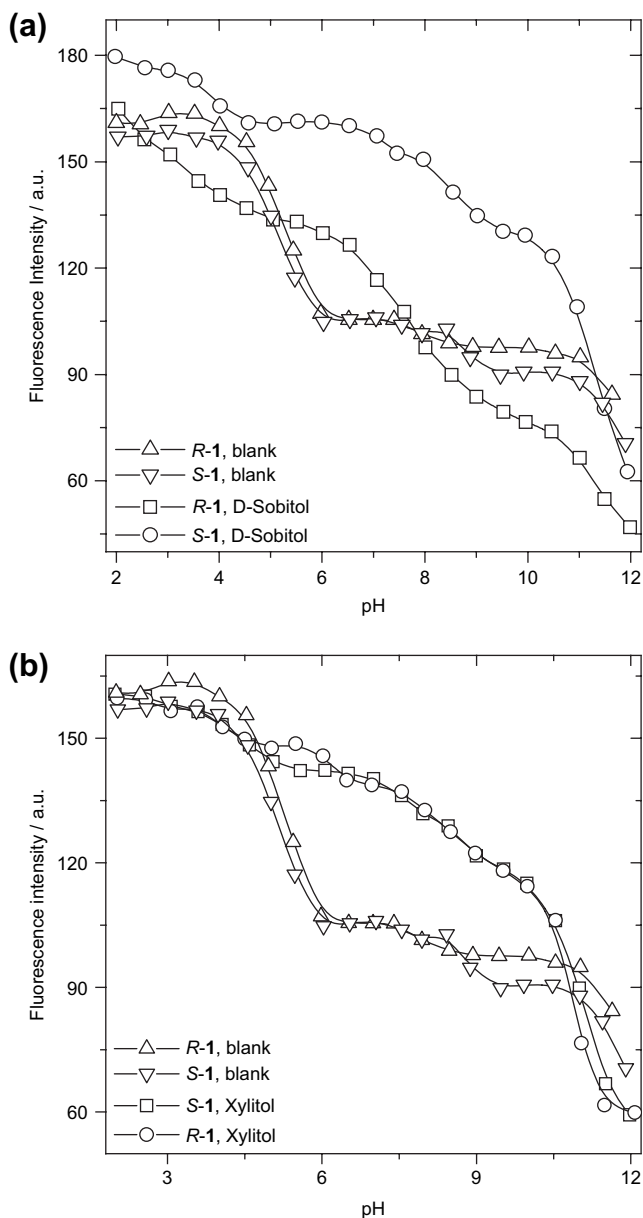 (a)
180
150
120
90
60
Fluorescence Intensity / a.u.
R-1, blank
S-1, blank
R-1, D-Sobitol
S-1, D-Sobitol
2 4 6 8 10 12
pH
(b)
150
120
90
60
Fluorescence intensity / a.u.
R-1, blank
S-1, blank
S-1, Xylitol
R-1, Xylitol
3 6 9 12
pH